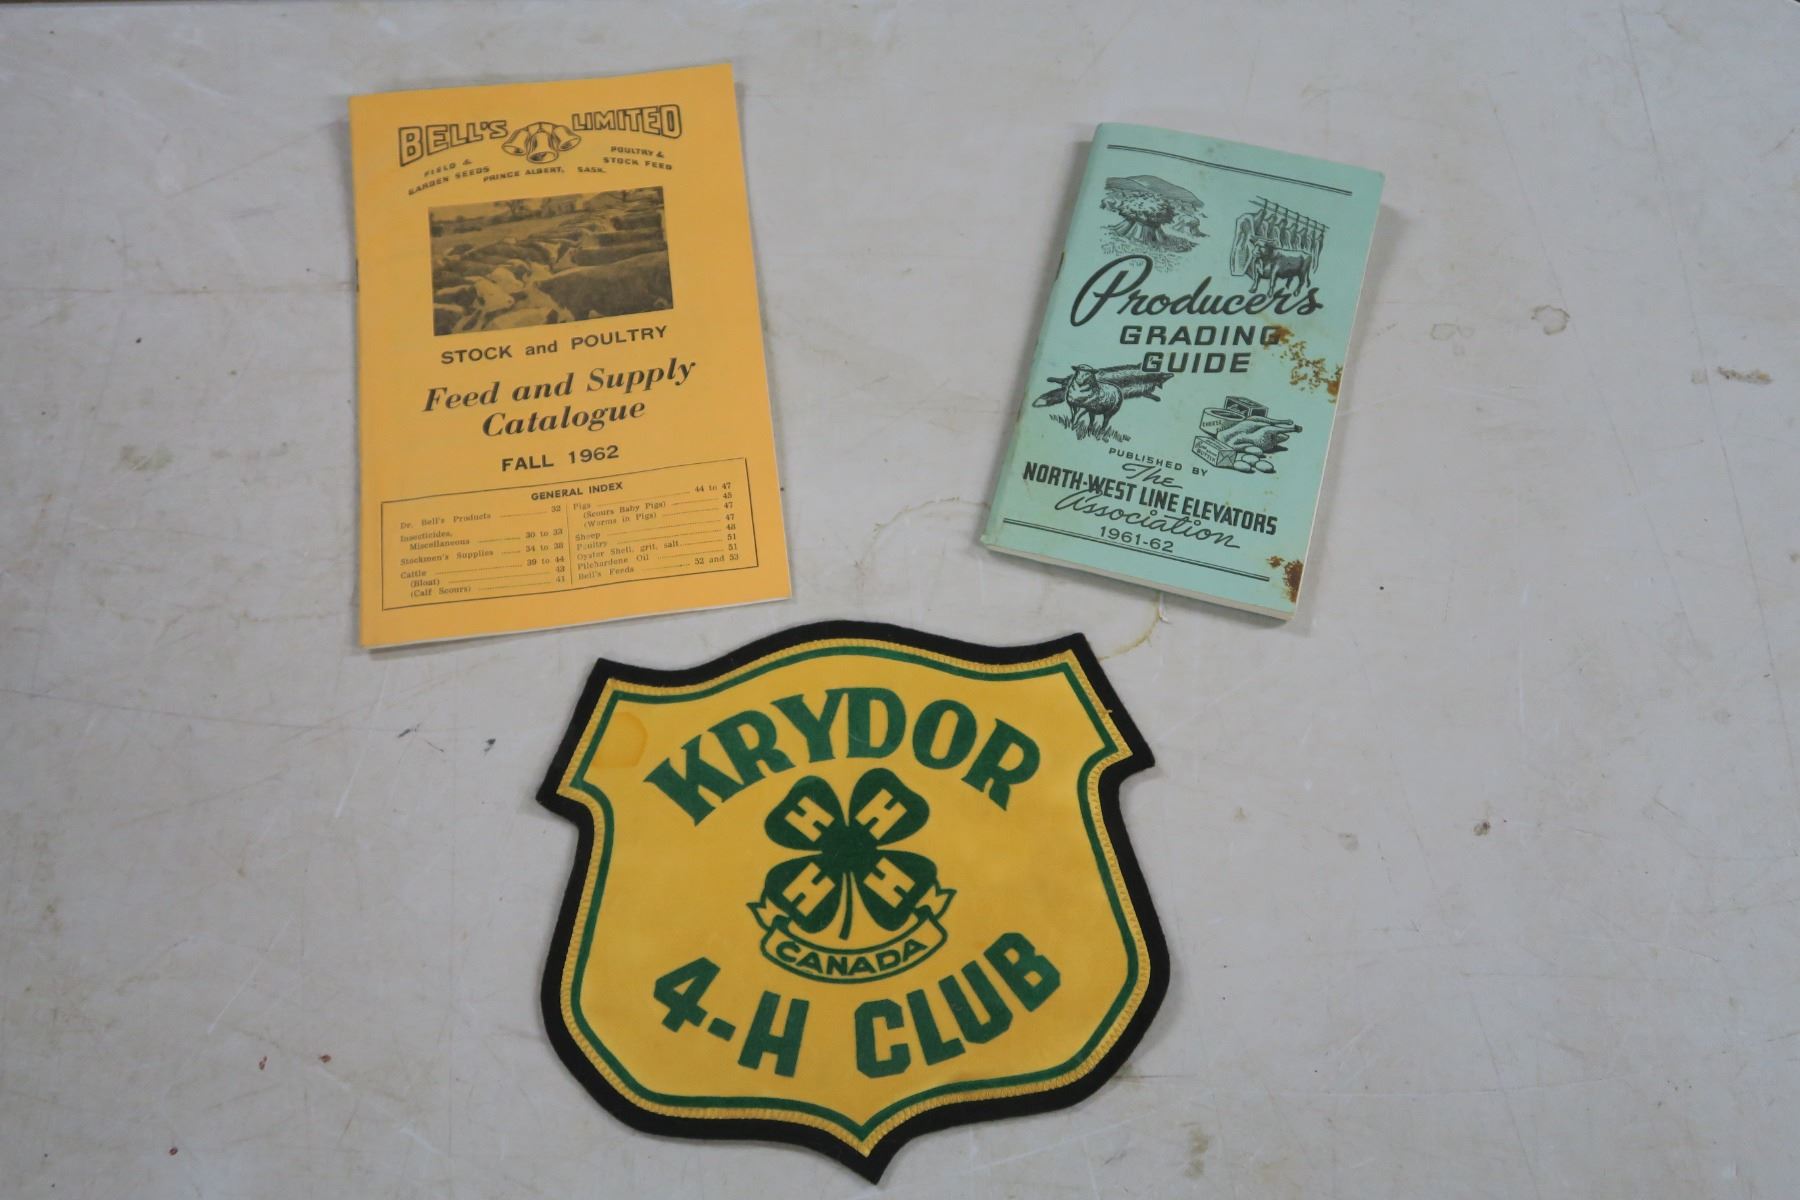 BELL'S LIMITED
FIELD &
GARDEN SEEDS
PRINCE ALBERT, SASK.
POULTRY &
STOCK FEED
STOCK and POULTRY
Feed and Supply
Catalogue
FALL 1962
GENERAL INDEX
Dr. Bell's Products 32
Insecticides,
Miscellaneous 30 to 33
Stockmen's Supplies 34 to 38
Cattle 39 to 44
(Bloat) 43
(Calf Scours) 41
Pigs 44 to 47
(Scours Baby Pigs) 45
(Worms in Pigs) 47
Sheep 47
Poultry 48
Oyster Shell, grit, salt 51
Pilchardene Oil 51
Bell's Feeds 52 and 53
Producers
GRADING
GUIDE
CHEESE
BUTTER
PUBLISHED BY
The
NORTH-WEST LINE ELEVATORS
Association
1961-62
KRYDOR
H H
H H
CANADA
4-H CLUB